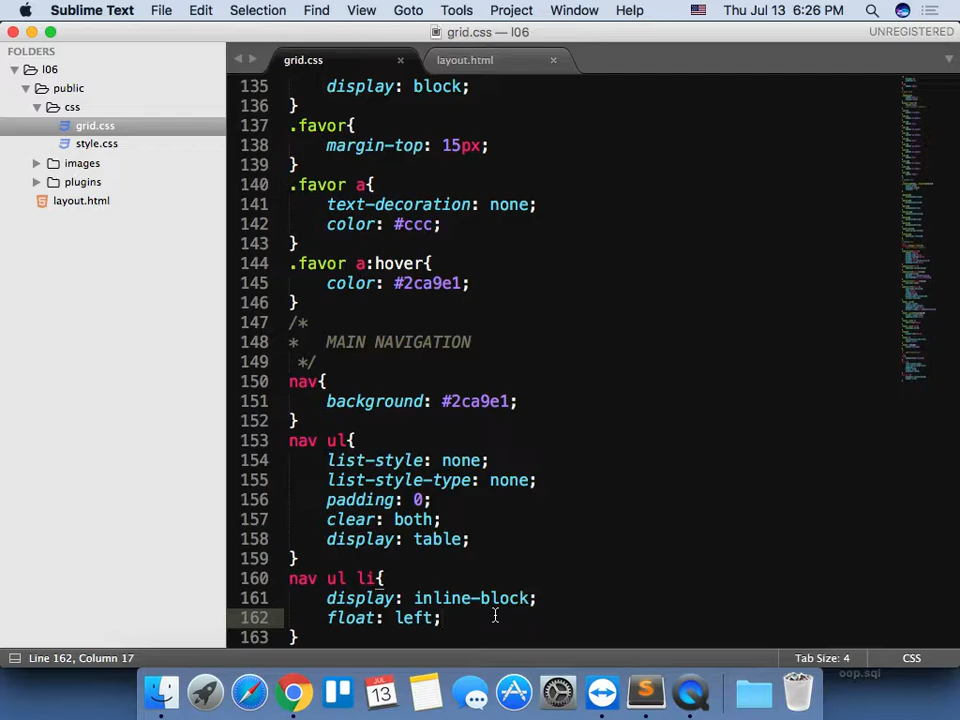 Sublime Text File Edit Selection Find View Goto Tools Project Window Help Thu Jul 13 6:26 PM
grid.css — l06 UNREGISTERED
FOLDERS
l06
public
css
grid.css
style.css
images
plugins
layout.html
grid.css layout.html
135 display: block;
136 }
137 .favor{
138 margin-top: 15px;
139 }
140 .favor a{
141 text-decoration: none;
142 color: #ccc;
143 }
144 .favor a:hover{
145 color: #2ca9e1;
146 }
147 /*
148 * MAIN NAVIGATION
149 */
150 nav{
151 background: #2ca9e1;
152 }
153 nav ul{
154 list-style: none;
155 list-style-type: none;
156 padding: 0;
157 clear: both;
158 display: table;
159 }
160 nav ul li{
161 display: inline-block;
162 float: left;
163 }
Line 162, Column 17 Tab Size: 4 CSS
oop.sql
JUL
13